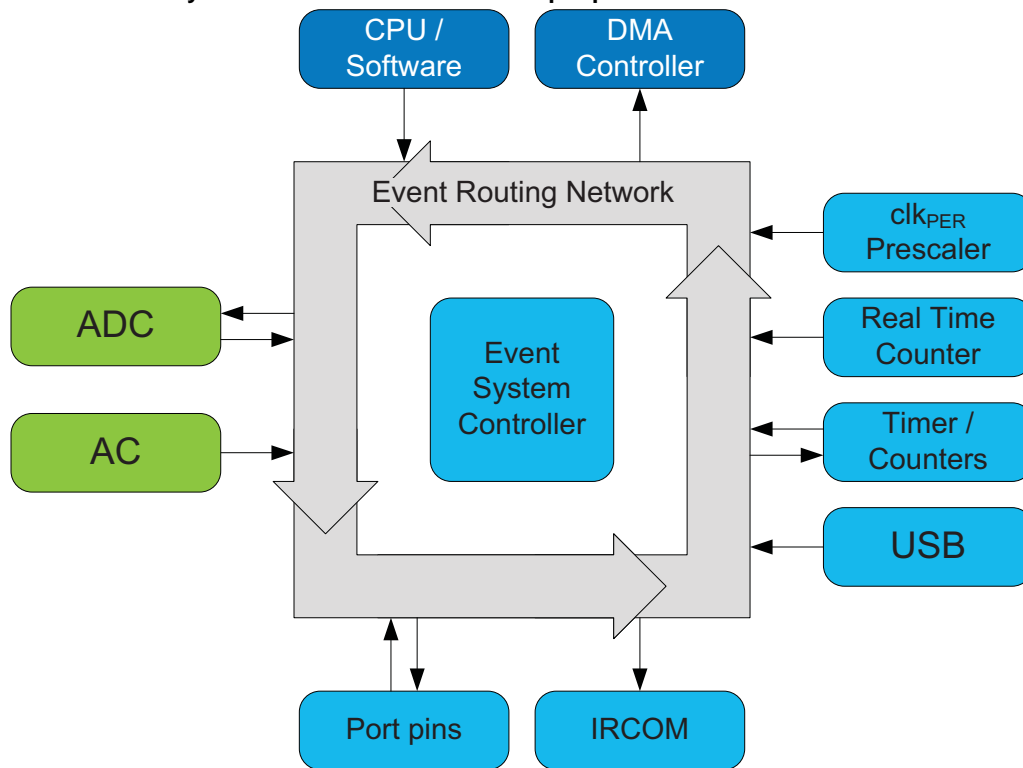 CPU /
Software
DMA
Controller
Event Routing Network
clkPER
Prescaler
ADC
Event
System
Controller
Real Time
Counter
AC
Timer /
Counters
USB
Port pins
IRCOM